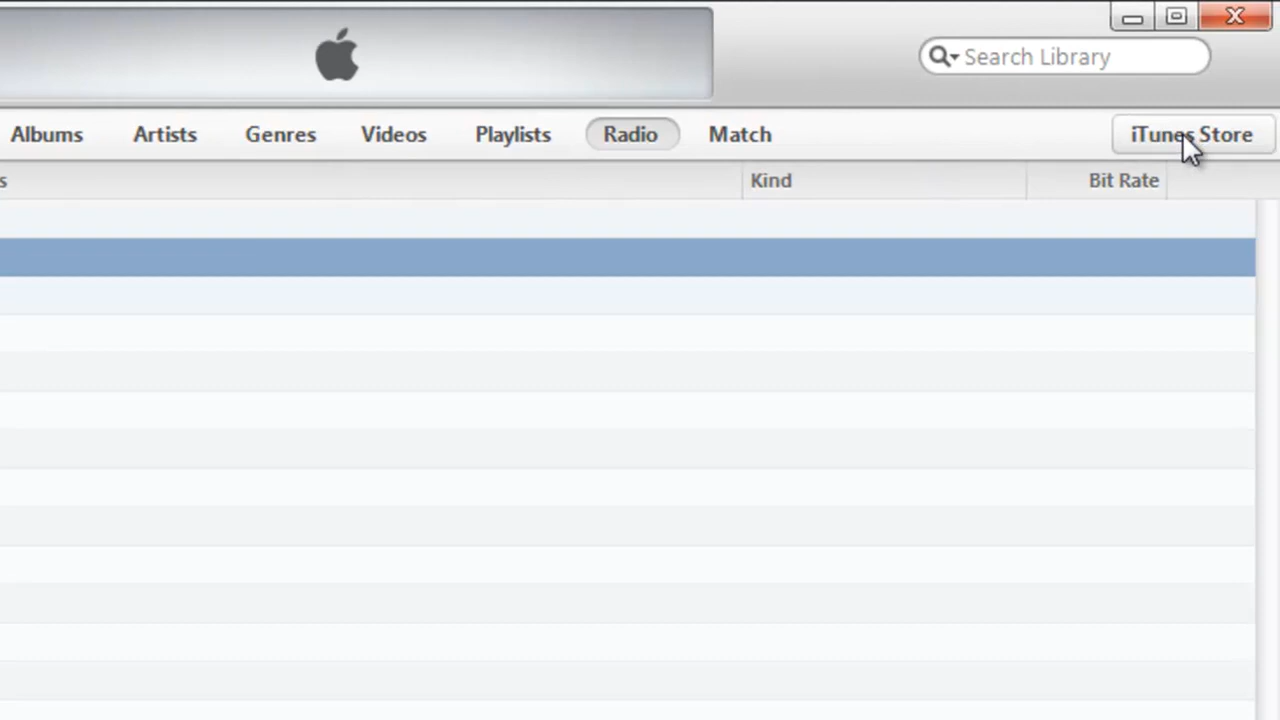 Search Library
Albums Artists Genres Videos Playlists Radio Match iTunes Store
s Kind Bit Rate